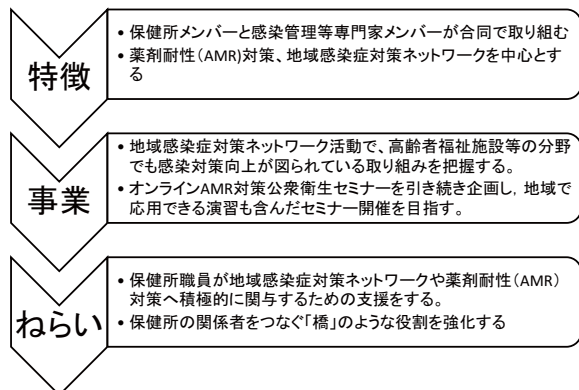 特徴
• 保健所メンバーと感染管理等専門家メンバーが合同で取り組む
• 薬剤耐性(AMR)対策、地域感染症対策ネットワークを中心とす
る
事業
• 地域感染症対策ネットワーク活動で、高齢者福祉施設等の分野
でも感染対策向上が図られている取り組みを把握する。
• オンラインAMR対策公衆衛生セミナーを引き続き企画し, 地域で
応用できる演習も含んだセミナー開催を目指す。
ねらい
• 保健所職員が地域感染症対策ネットワークや薬剤耐性(AMR)
対策へ積極的に関与するための支援をする。
• 保健所の関係者をつなぐ「橋」のような役割を強化する